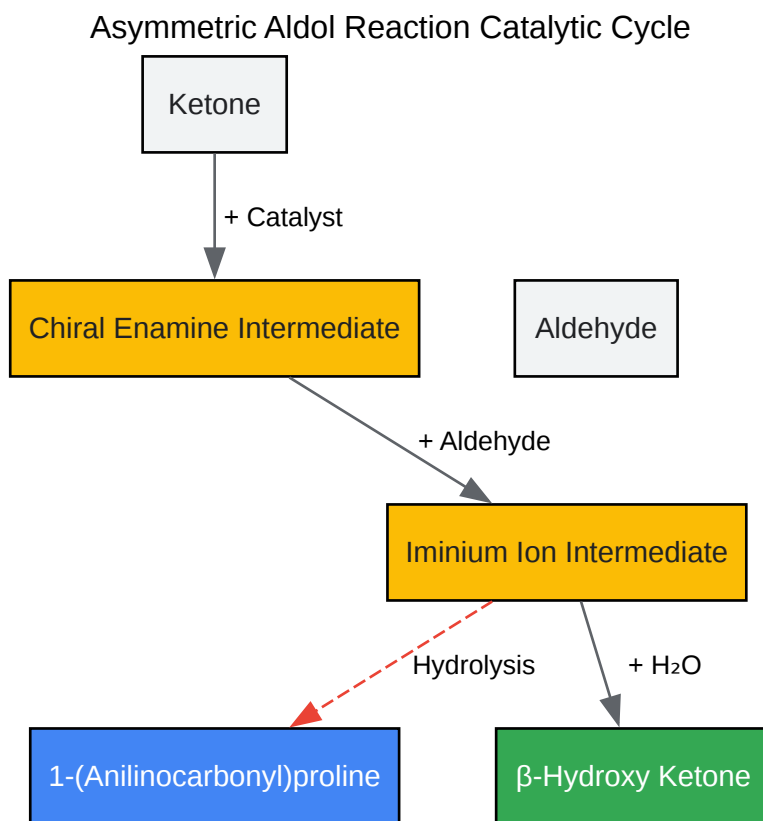 Asymmetric Aldol Reaction Catalytic Cycle
Ketone
+ Catalyst
Chiral Enamine Intermediate
Aldehyde
+ Aldehyde
Iminium Ion Intermediate
Hydrolysis
+ H₂O
1-(Anilinocarbonyl)proline
β-Hydroxy Ketone